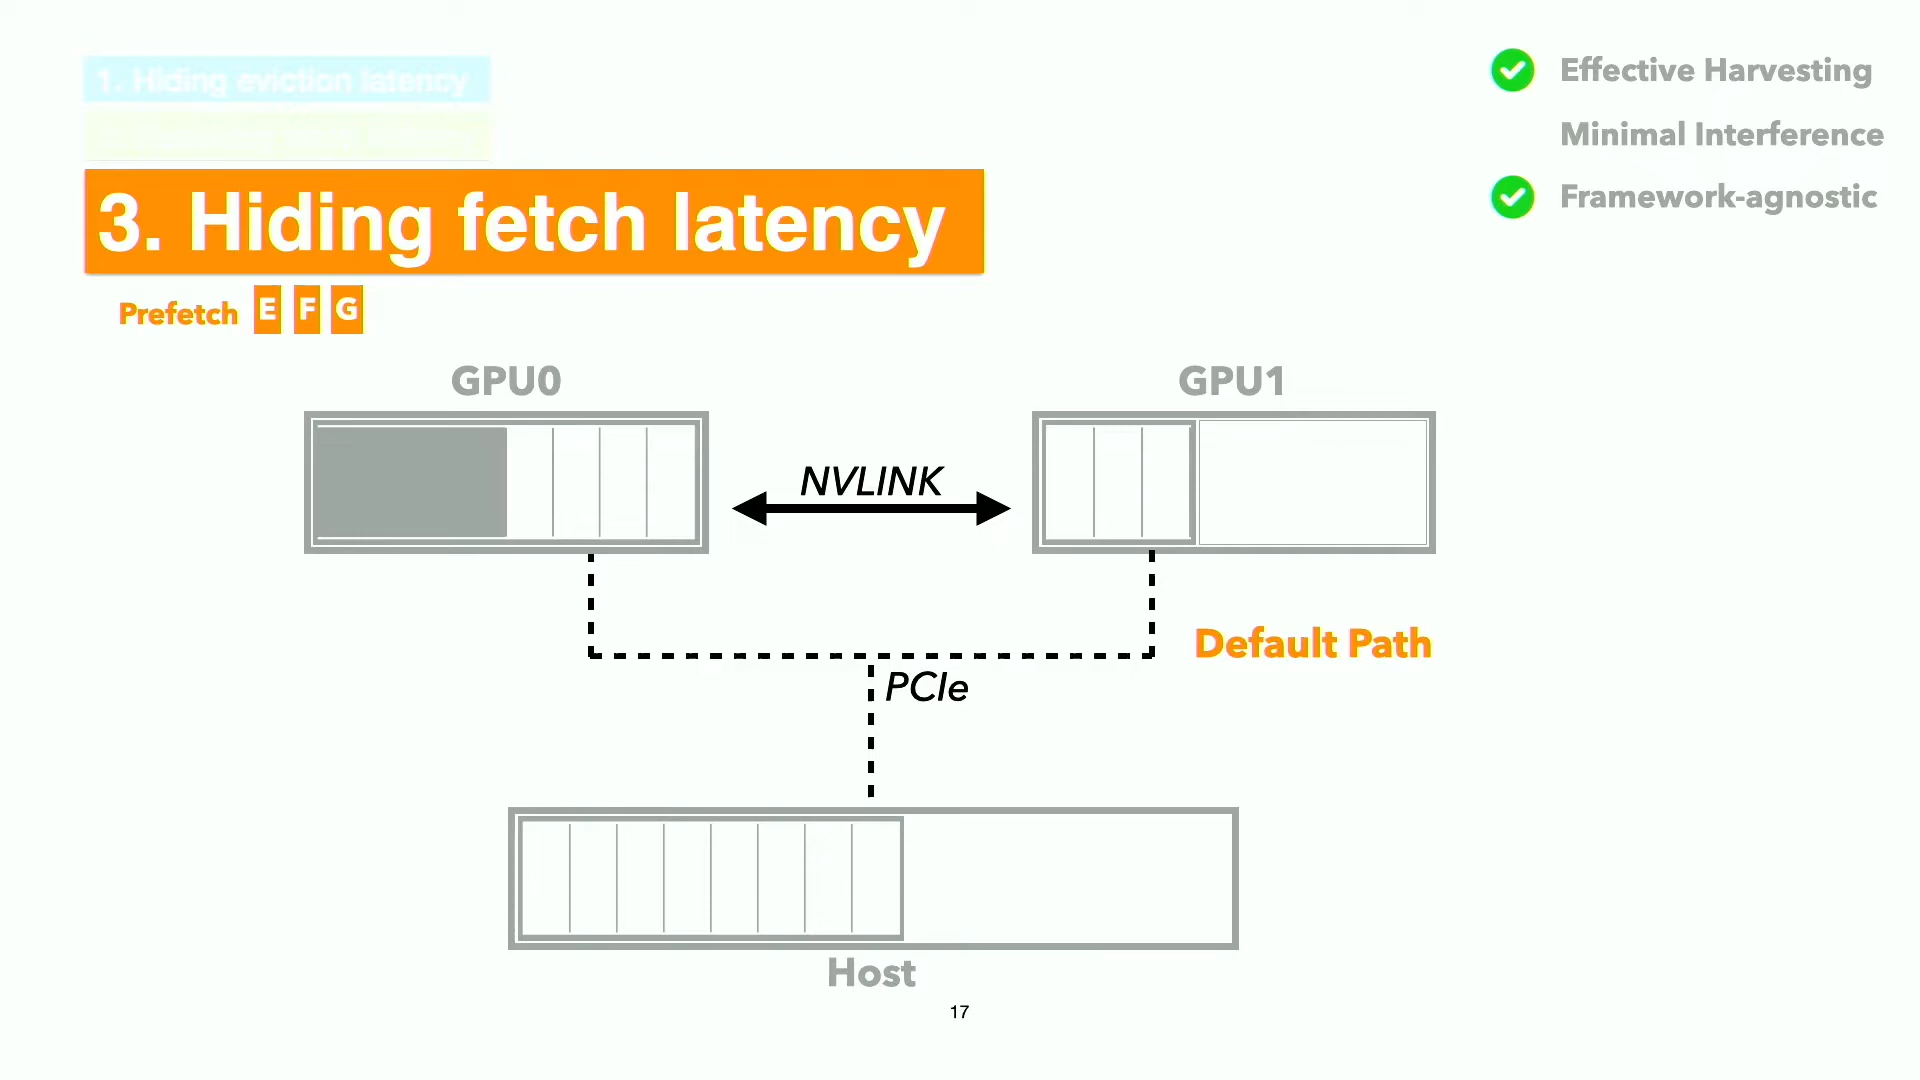 1. Hiding eviction latency
3. Hiding fetch latency
Prefetch E F G
Effective Harvesting
Minimal Interference
Framework-agnostic
GPU0
GPU1
NVLINK
Default Path
PCIe
Host
17